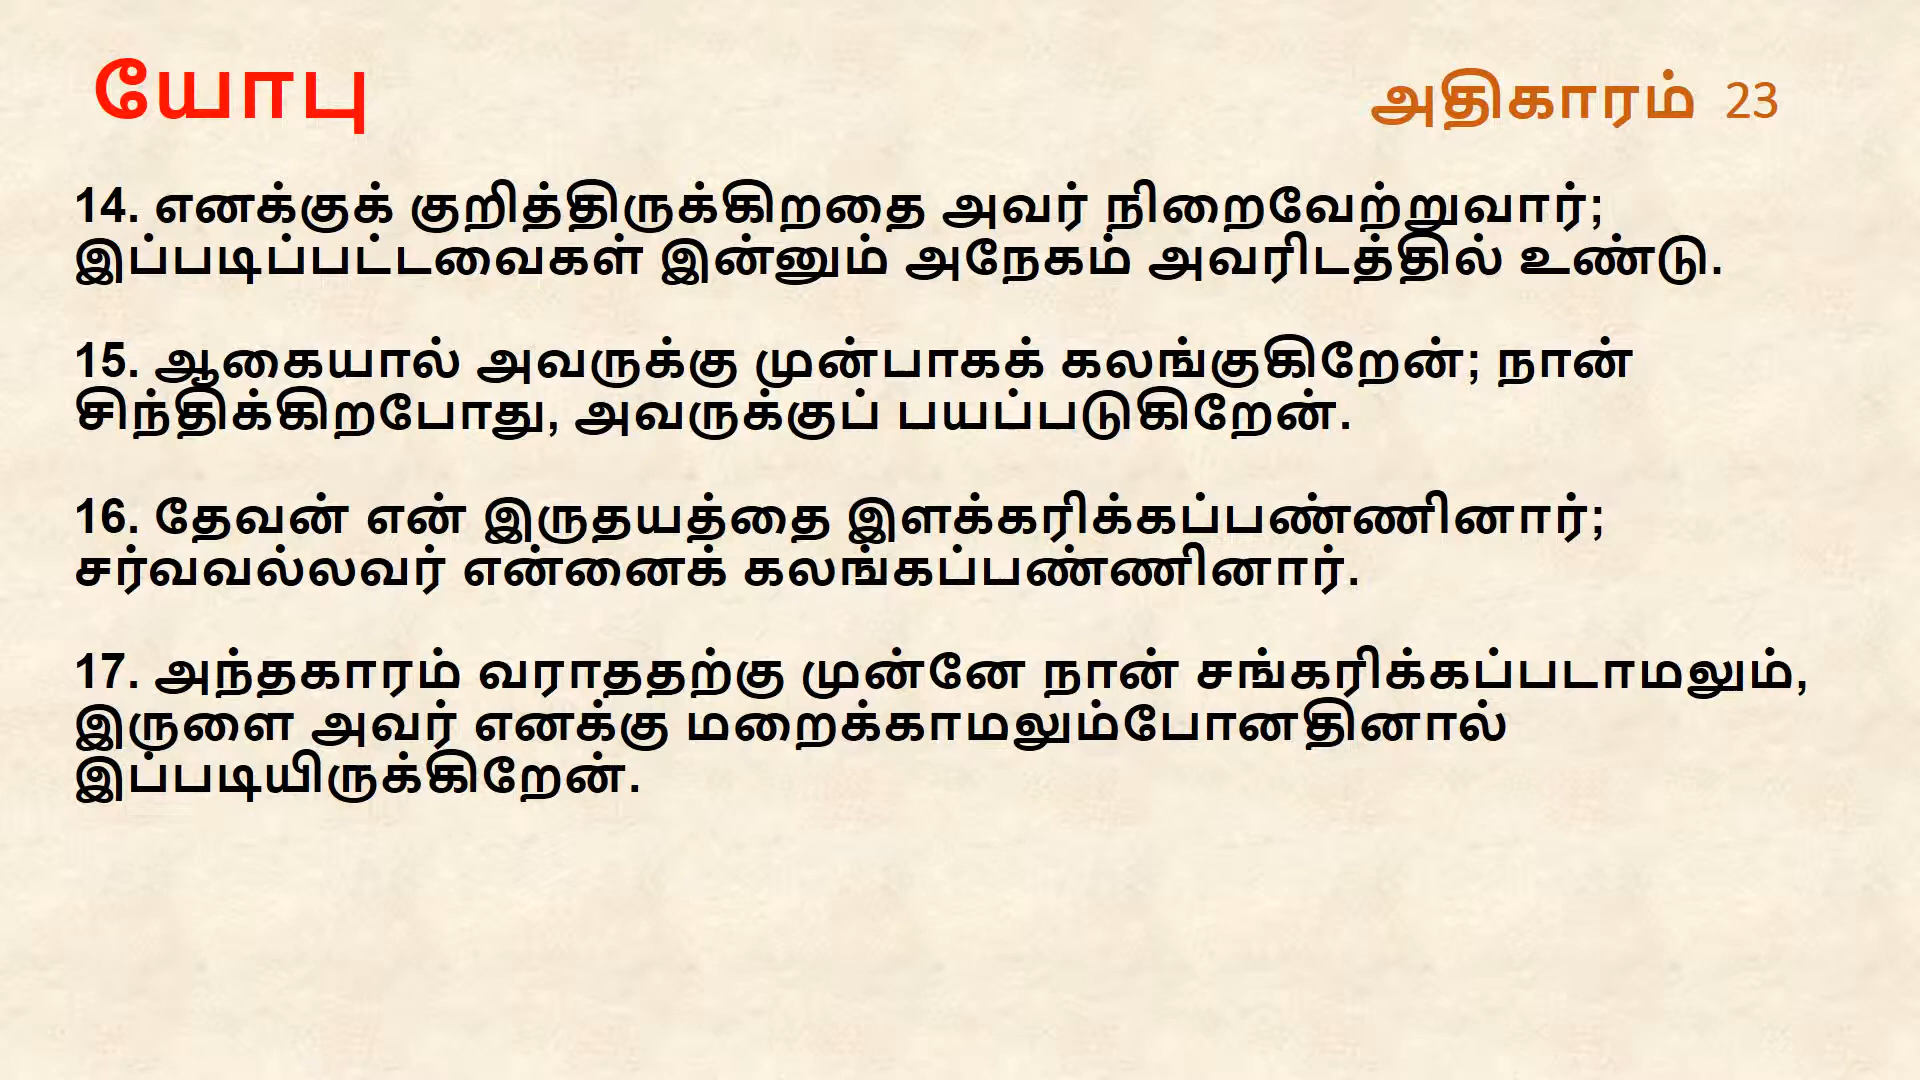 யோபு
அதிகாரம் 23
14. எனக்குக் குறித்திருக்கிறதை அவர் நிறைவேற்றுவார்;
இப்படிப்பட்டவைகள் இன்னும் அநேகம் அவரிடத்தில் உண்டு.
15. ஆகையால் அவருக்கு முன்பாகக் கலங்குகிறேன்; நான்
சிந்திக்கிறபோது, அவருக்குப் பயப்படுகிறேன்.
16. தேவன் என் இருதயத்தை இளக்கரிக்கப்பண்ணினார்;
சர்வவல்லவர் என்னைக் கலங்கப்பண்ணினார்.
17. அந்தகாரம் வராததற்கு முன்னே நான் சங்கரிக்கப்படாமலும்,
இருளை அவர் எனக்கு மறைக்காமலும்போனதினால்
இப்படியிருக்கிறேன்.